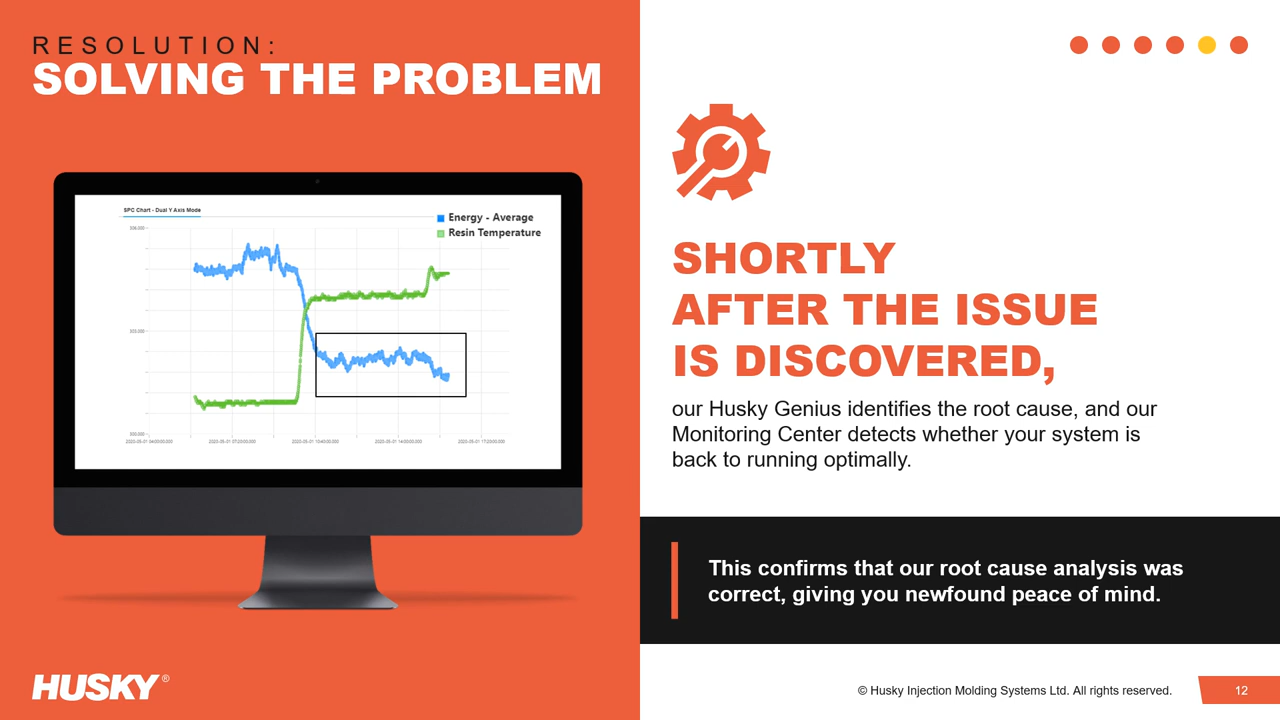 RESOLUTION:
SOLVING THE PROBLEM
SPC Chart - Dual Y Axis Mode
Energy - Average
Resin Temperature
HUSKY®
SHORTLY
AFTER THE ISSUE
IS DISCOVERED,
our Husky Genius identifies the root cause, and our
Monitoring Center detects whether your system is
back to running optimally.
This confirms that our root cause analysis was
correct, giving you newfound peace of mind.
© Husky Injection Molding Systems Ltd. All rights reserved.
12